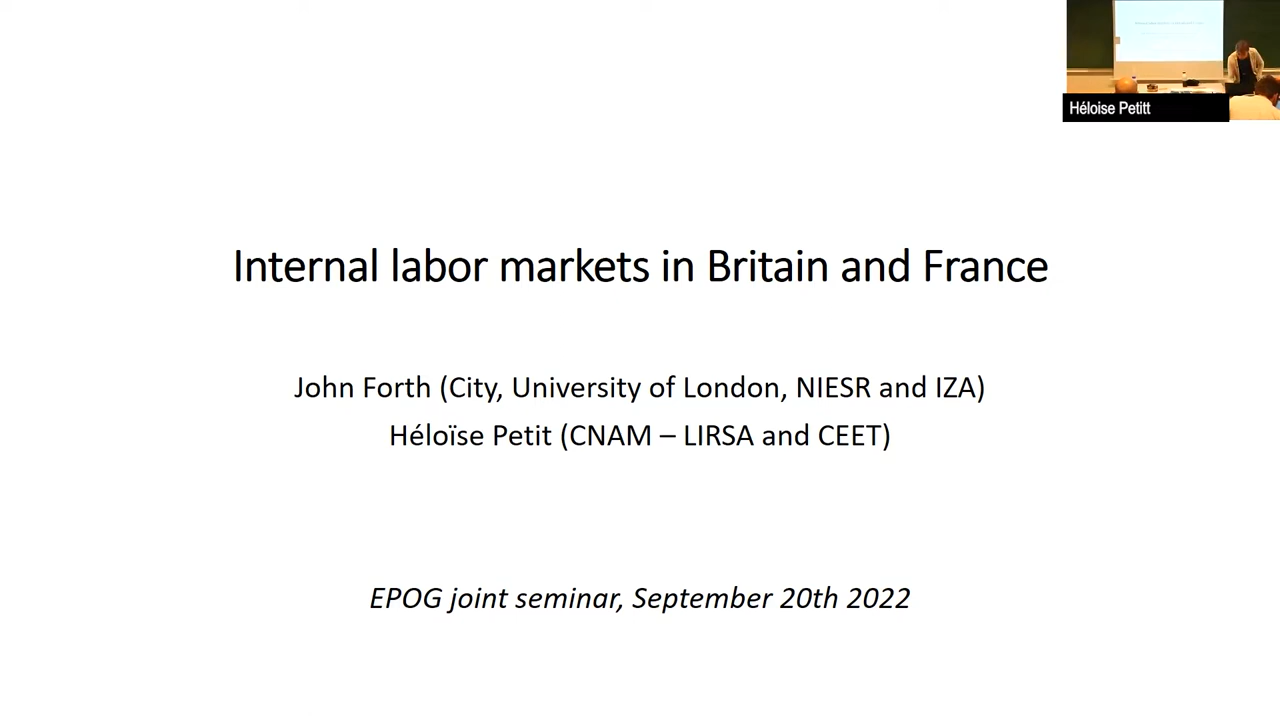 Héloise Petitt
Internal labor markets in Britain and France
John Forth (City, University of London, NIESR and IZA)
Héloïse Petit (CNAM – LIRSA and CEET)
EPOG joint seminar, September 20th 2022